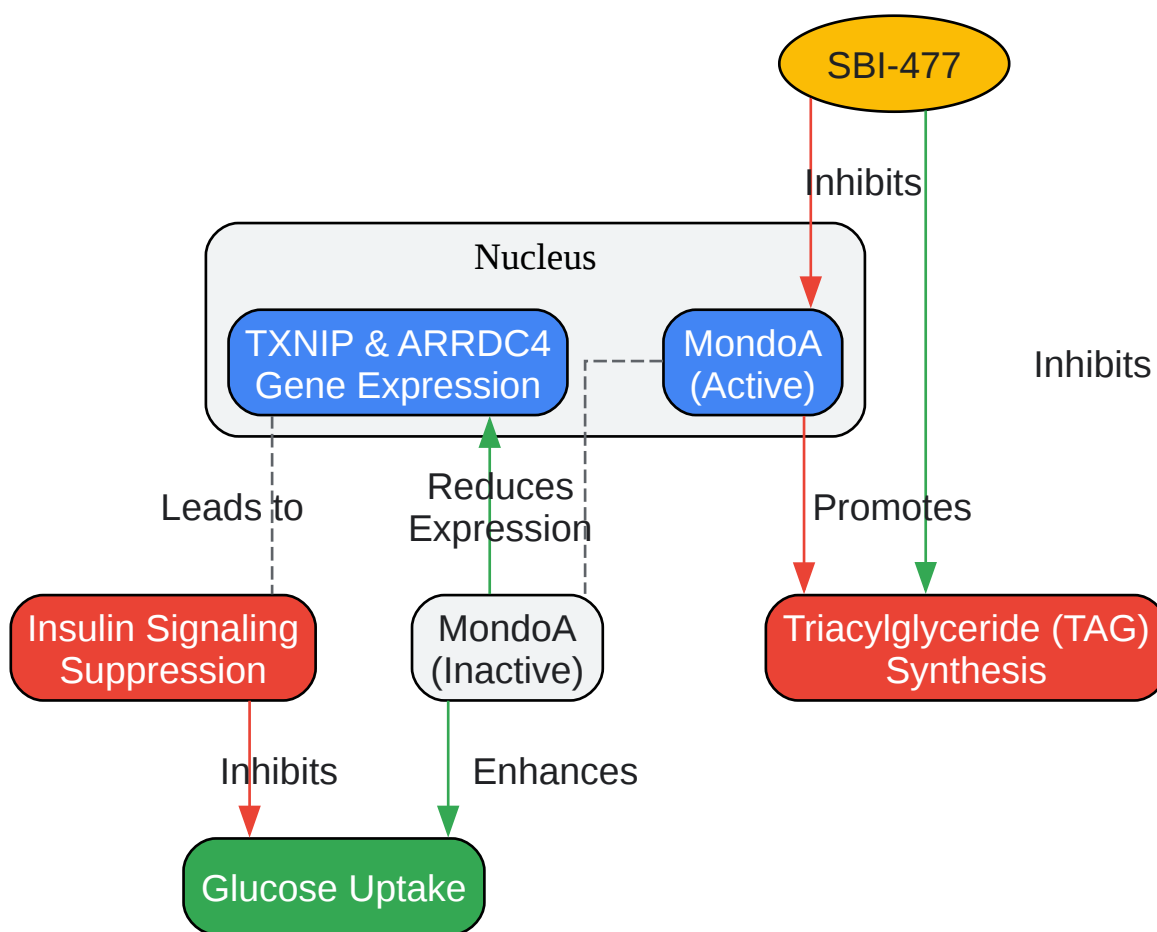 SBI-477
Inhibits
Nucleus
TXNIP & ARRDC4
Gene Expression
MondoA
(Active)
Inhibits
Leads to
Reduces
Expression
Promotes
Insulin Signaling
Suppression
MondoA
(Inactive)
Triacylglyceride (TAG)
Synthesis
Inhibits
Enhances
Glucose Uptake